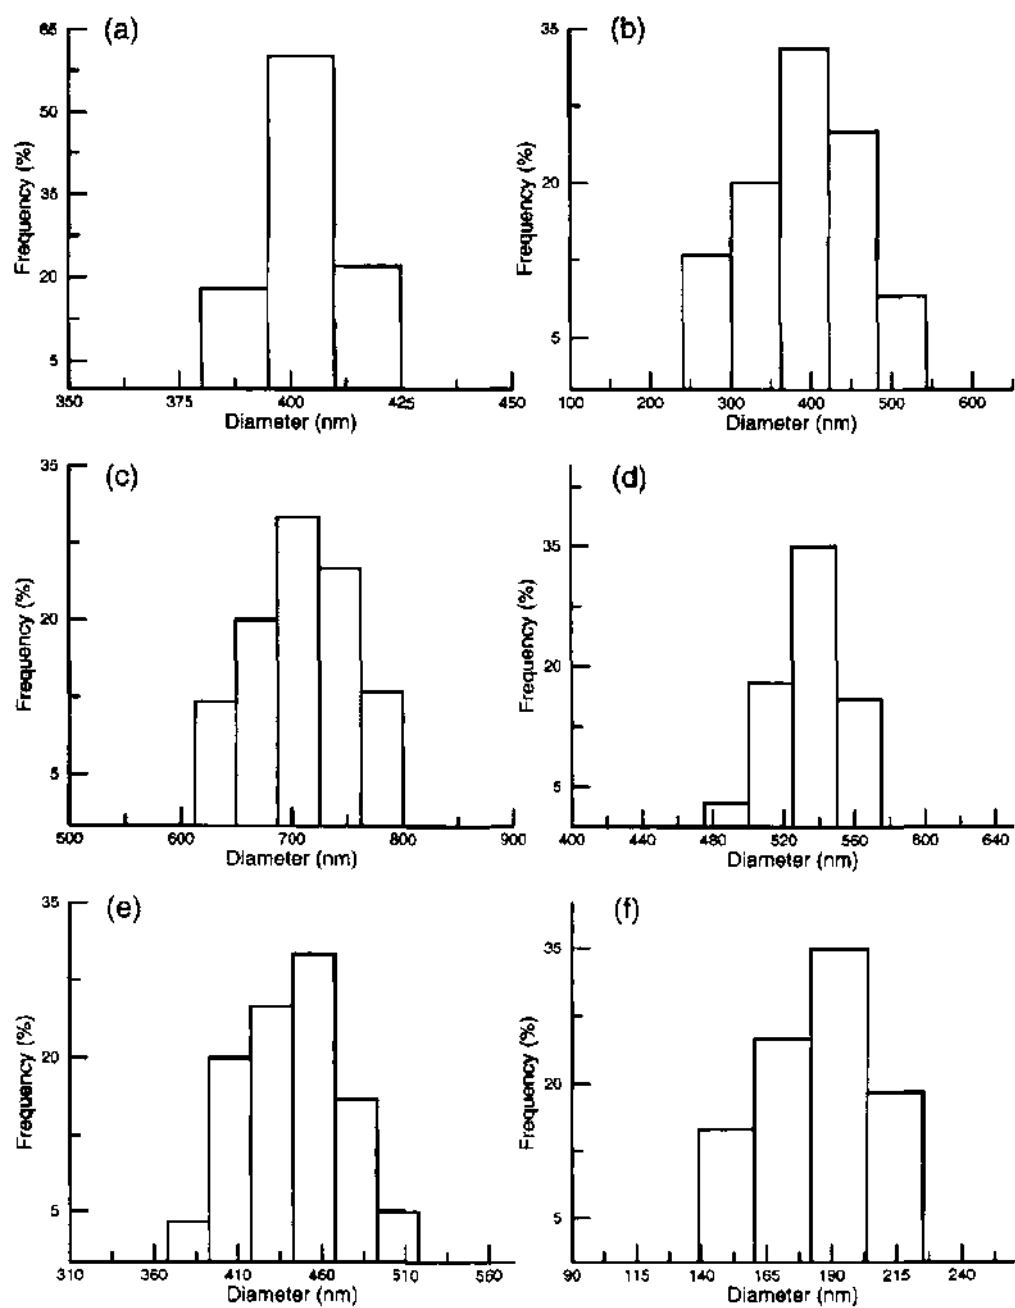 (a)
65
50
35
20
5
Frequency (%)
350 375 400 425 450
Diameter (nm)
(b)
35
20
5
Frequency (%)
100 200 300 400 500 600
Diameter (nm)
(c)
35
20
5
Frequency (%)
500 600 700 800 900
Diameter (nm)
(d)
35
20
5
Frequency (%)
400 440 480 520 560 600 640
Diameter (nm)
(e)
35
20
5
Frequency (%)
310 360 410 460 510 560
Diameter (nm)
(f)
35
20
5
Frequency (%)
90 115 140 165 190 215 240
Diameter (nm)